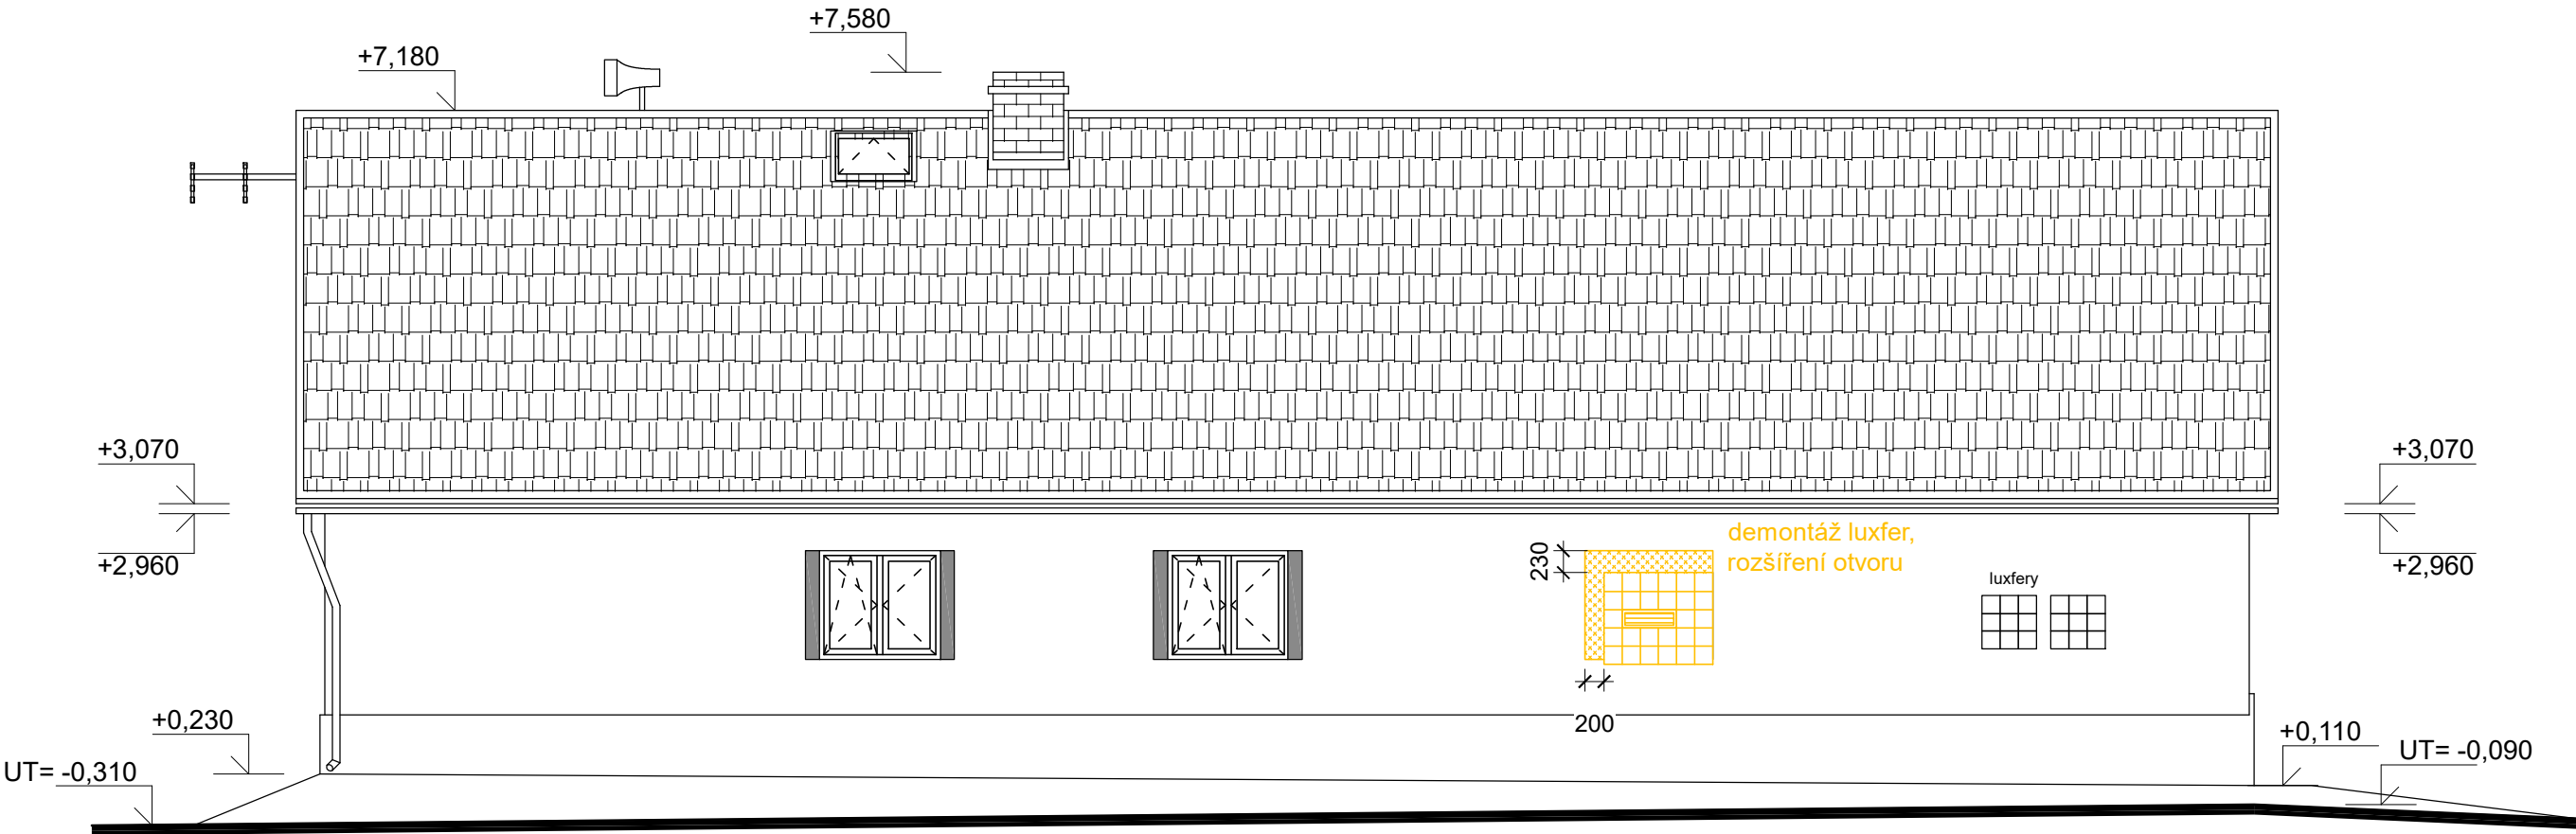 +7,580
+7,180
+3,070
+3,070
+2,960
+2,960
230
demontáž luxfer,
rozšíření otvoru
luxfery
200
+0,230
+0,110
UT= -0,310
UT= -0,090